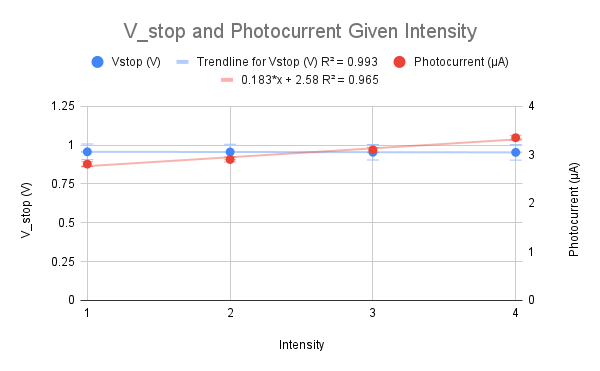 V_stop and Photocurrent Given Intensity
Vstop (V) Trendline for Vstop (V) R² = 0.993 Photocurrent (μA)
0.183*x + 2.58 R² = 0.965
1.25
1
0.75
0.5
0.25
0
V_stop (V)
4
3
2
1
0
Photocurrent (μA)
1 2 3 4
Intensity